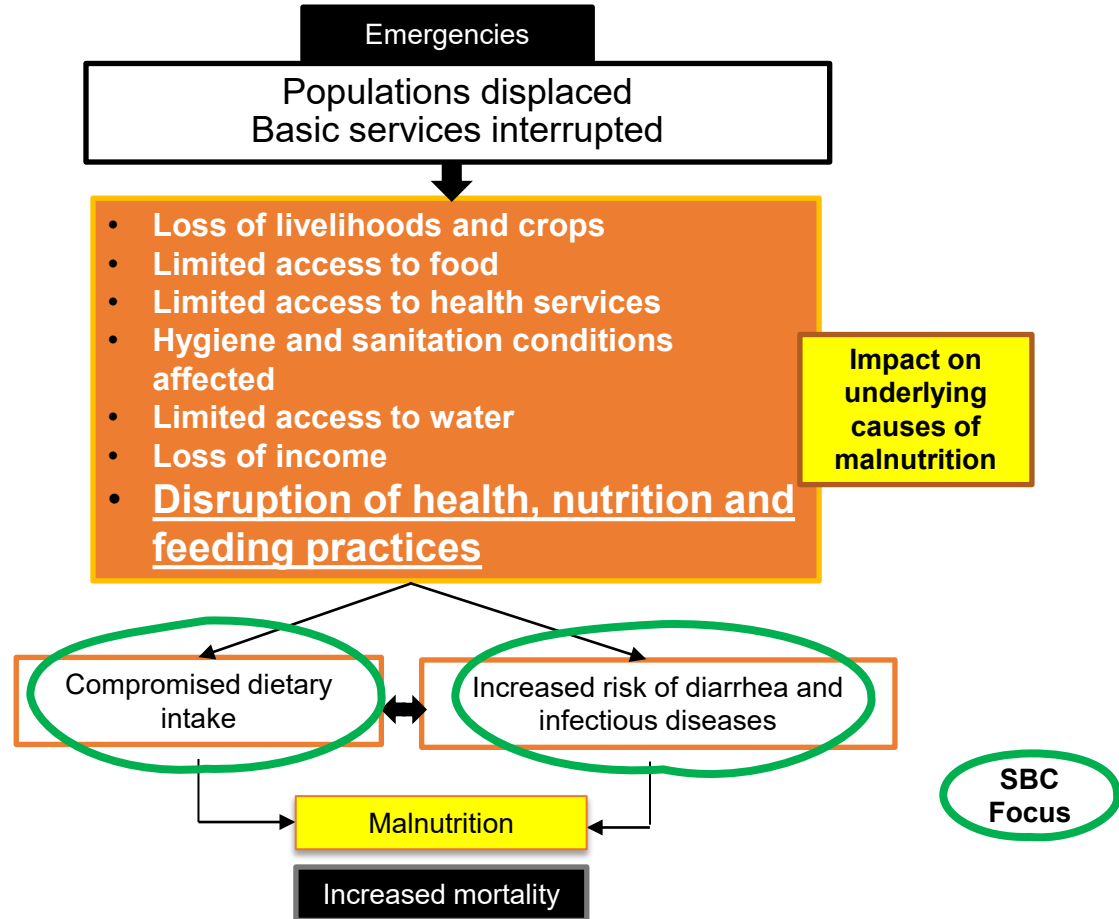 Emergencies
Populations displaced
Basic services interrupted
• Loss of livelihoods and crops
• Limited access to food
• Limited access to health services
• Hygiene and sanitation conditions
affected
• Limited access to water
• Loss of income
• Disruption of health, nutrition and
feeding practices
Impact on
underlying
causes of
malnutrition
Compromised dietary
intake
Increased risk of diarrhea and
infectious diseases
SBC
Focus
Malnutrition
Increased mortality